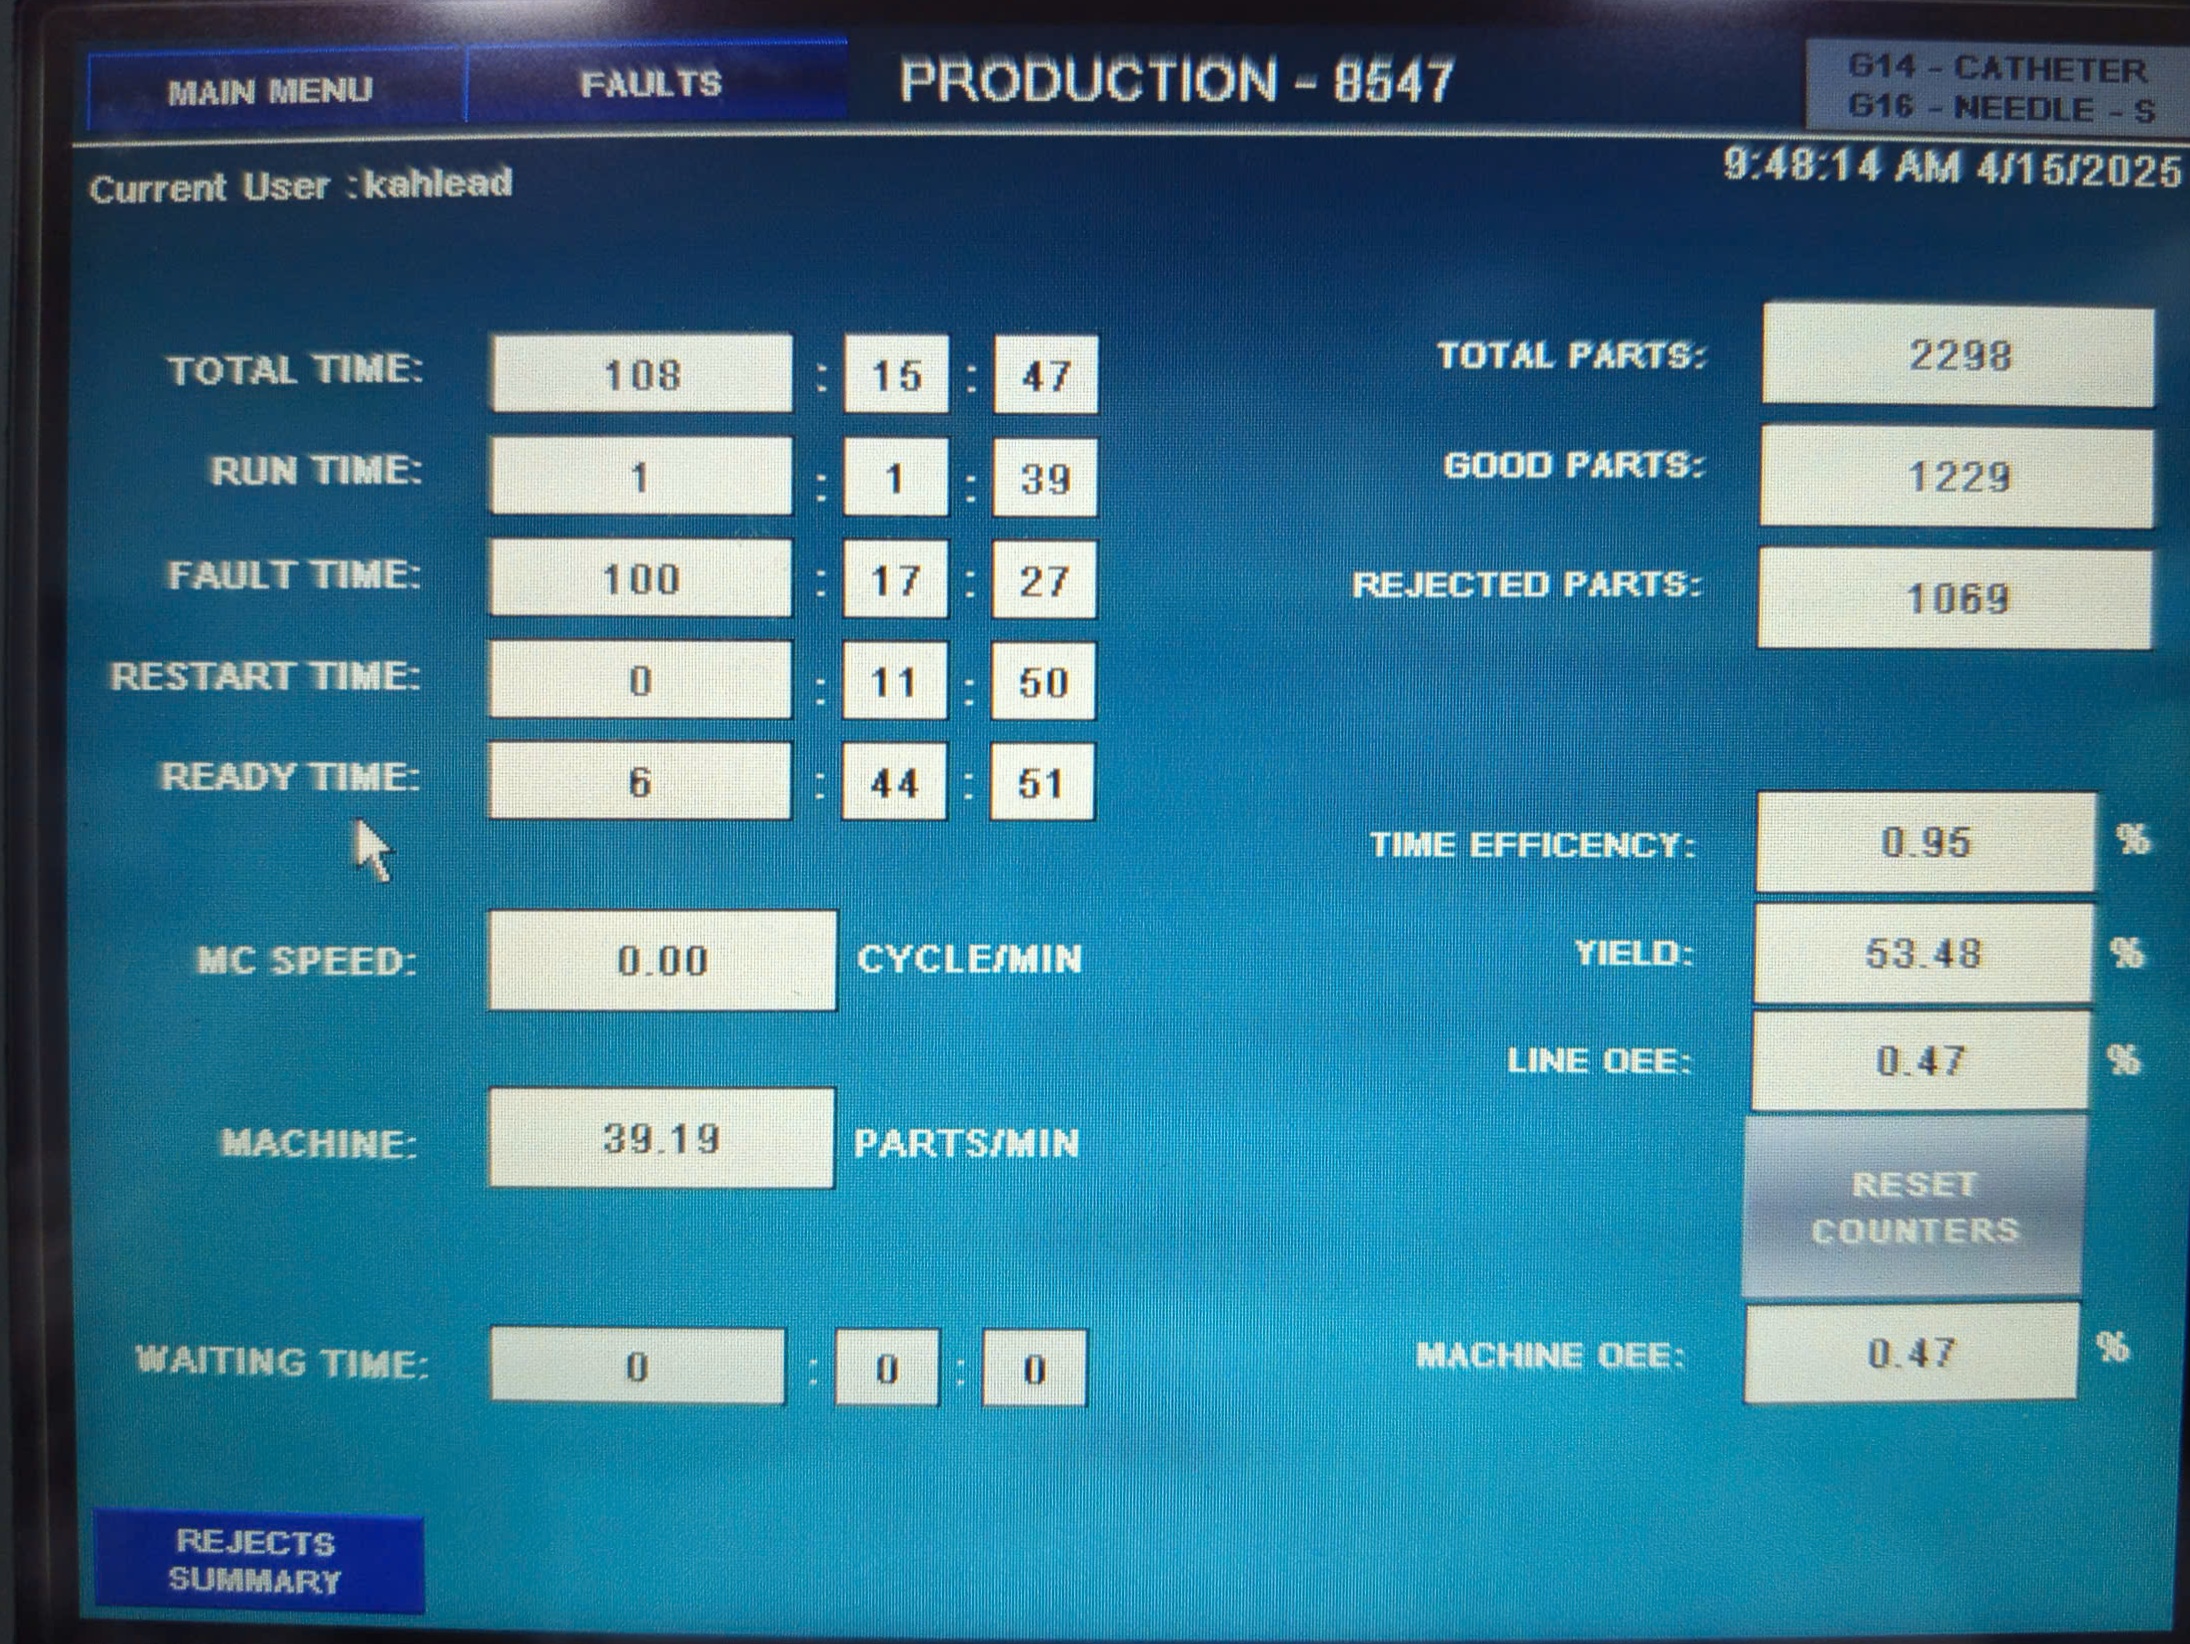 MAIN MENU
FAULTS
PRODUCTION - 8547
G14 - CATHETER
G16 - NEEDLE - S
Current User :kahlead
9:48:14 AM 4/15/2025
TOTAL TIME: 108 : 15 : 47
RUN TIME: 1 : 1 : 39
FAULT TIME: 100 : 17 : 27
RESTART TIME: 0 : 11 : 50
READY TIME: 6 : 44 : 51
MC SPEED: 0.00 CYCLE/MIN
MACHINE: 39.19 PARTS/MIN
WAITING TIME: 0 : 0 : 0
TOTAL PARTS: 2298
GOOD PARTS: 1229
REJECTED PARTS: 1069
TIME EFFICENCY: 0.95 %
YIELD: 53.48 %
LINE OEE: 0.47 %
RESET
COUNTERS
MACHINE OEE: 0.47 %
REJECTS
SUMMARY